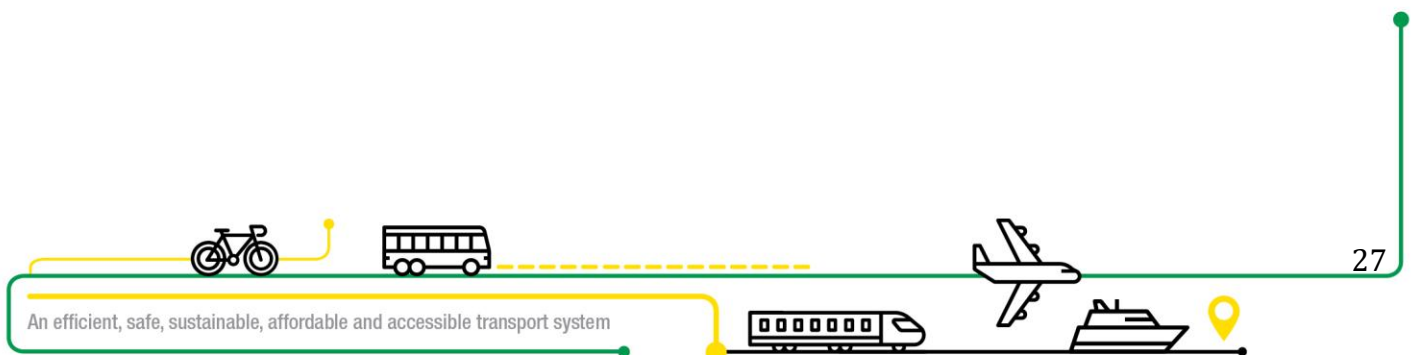 27
An efficient, safe, sustainable, affordable and accessible transport system